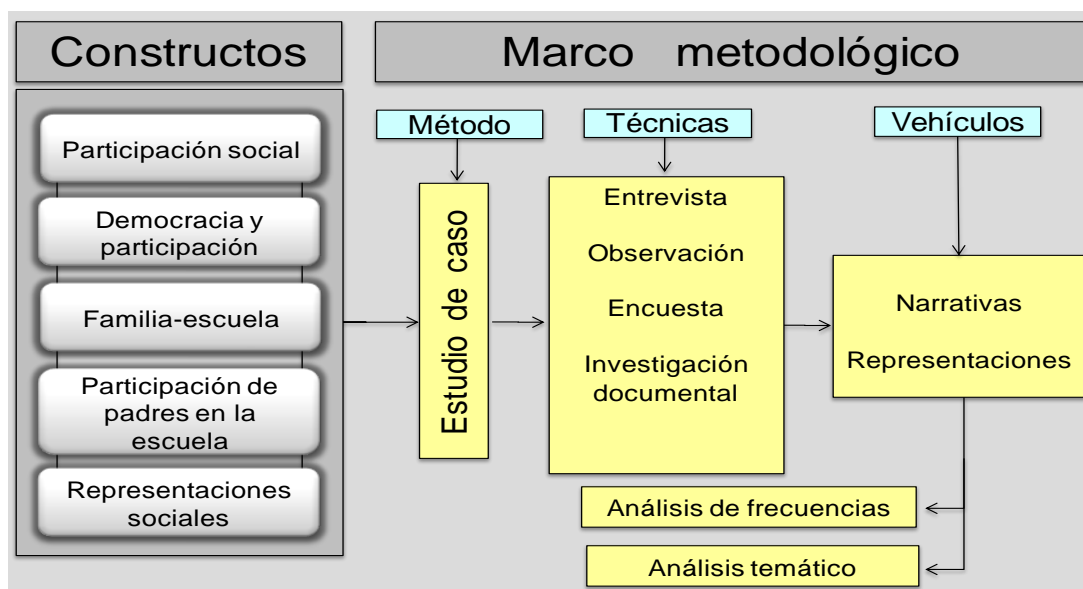 Constructos
Marco metodológico
Participación social
Democracia y
participación
Familia-escuela
Participación de
padres en la
escuela
Representaciones
sociales
Método
Estudio de caso
Técnicas
Entrevista
Observación
Encuesta
Investigación
documental
Vehículos
Narrativas
Representaciones
Análisis de frecuencias
Análisis temático